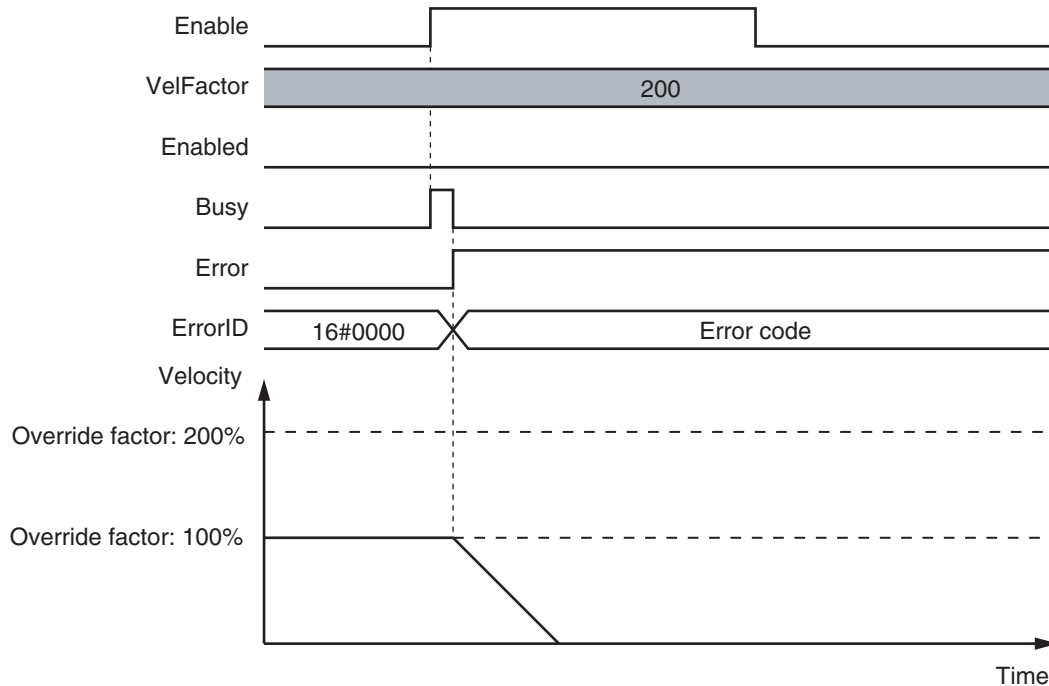 Enable
VelFactor
200
Enabled
Busy
Error
ErrorID
16#0000
Error code
Velocity
Override factor: 200%
Override factor: 100%
Time